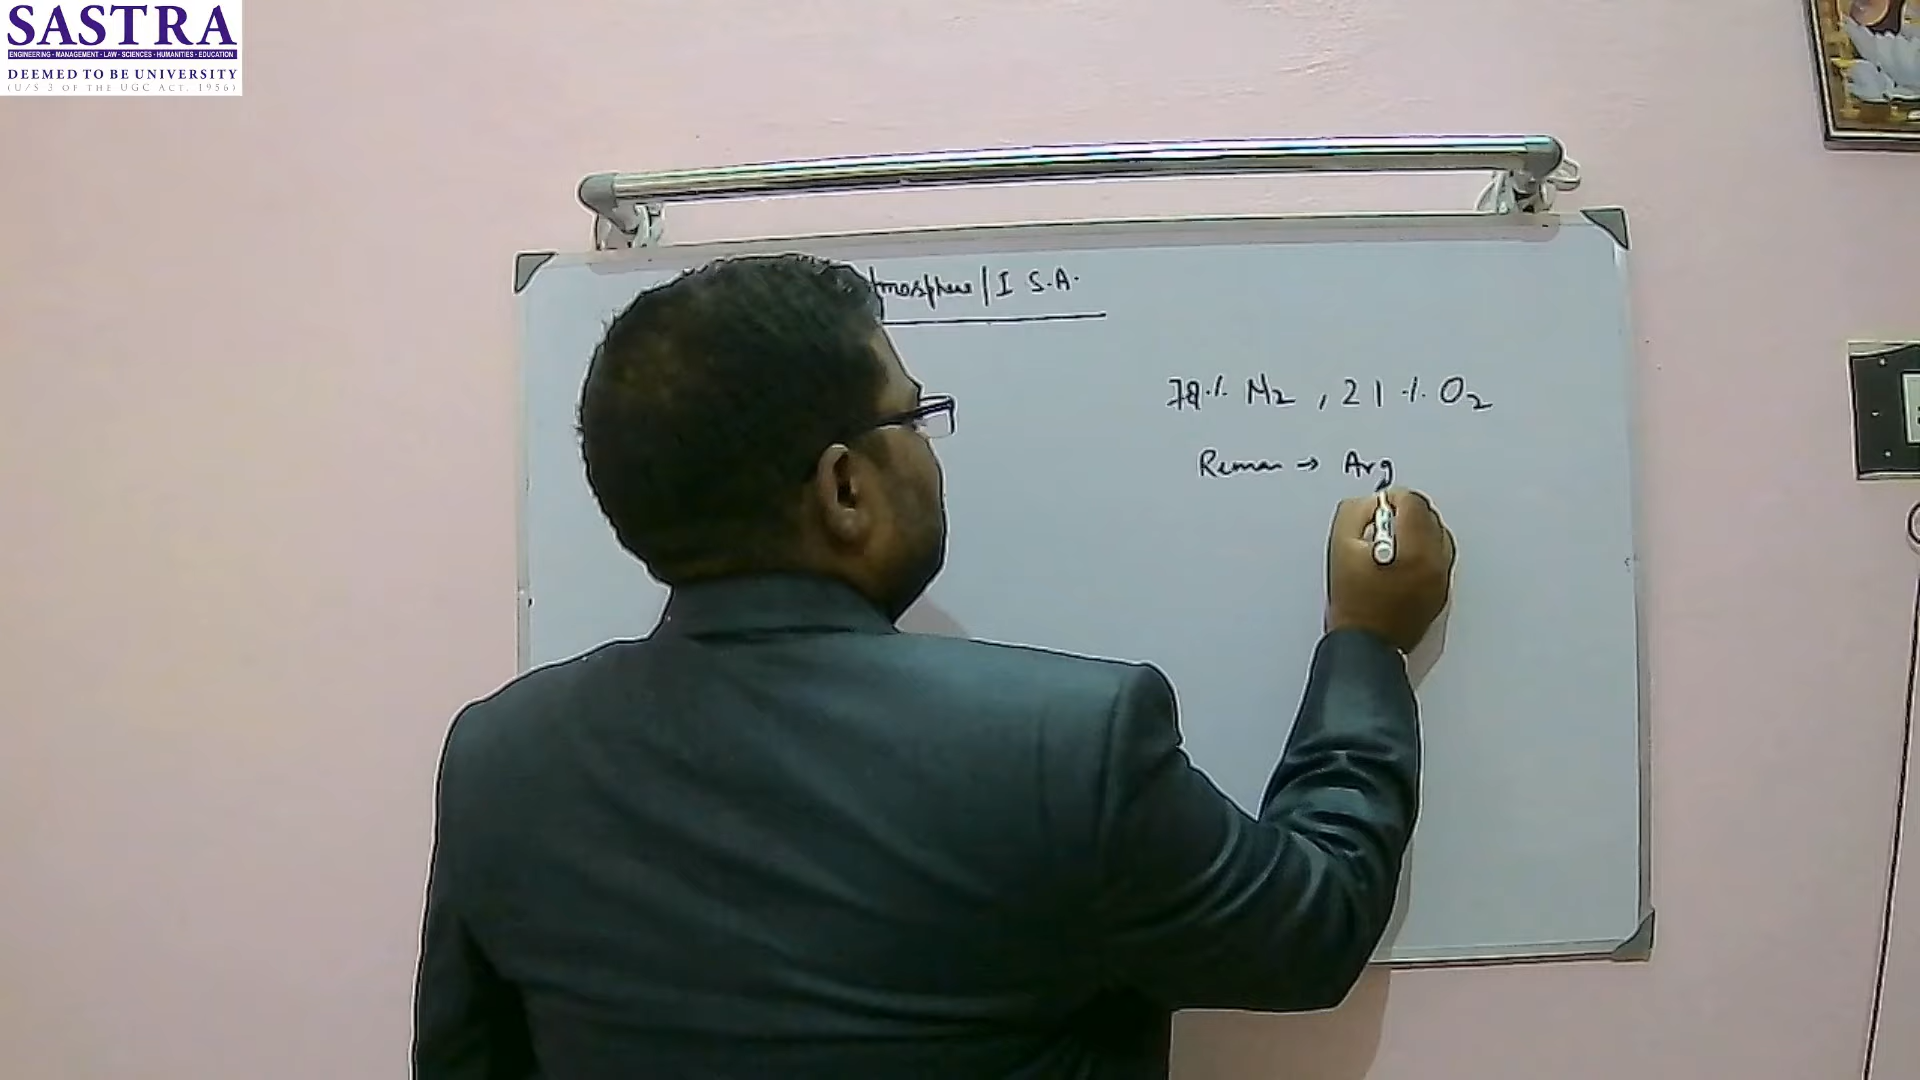 SASTRA
ENGINEERING · MANAGEMENT · LAW · SCIENCES · HUMANITIES · EDUCATION
DEEMED TO BE UNIVERSITY
(U/S 3 OF THE UGC ACT, 1956)
tmosphere / I S.A.
78% N2, 21% O2
Reman → Arg